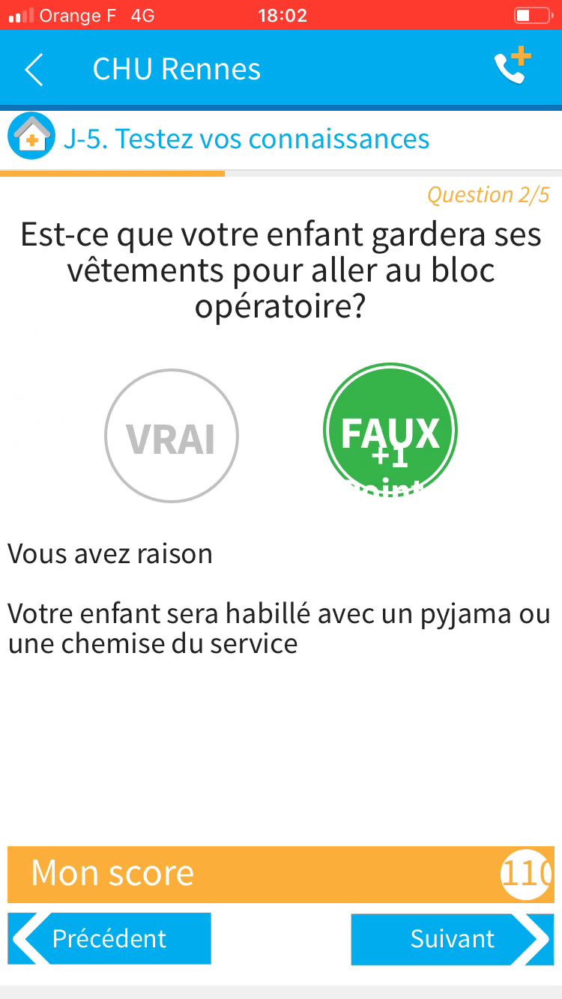 Orange F 4G 18:02
CHU Rennes
J-5. Testez vos connaissances
Question 2/5
Est-ce que votre enfant gardera ses
vêtements pour aller au bloc
opératoire?
VRAI
FAUX
+1
Vous avez raison
Votre enfant sera habillé avec un pyjama ou
une chemise du service
Mon score
110
Précédent
Suivant